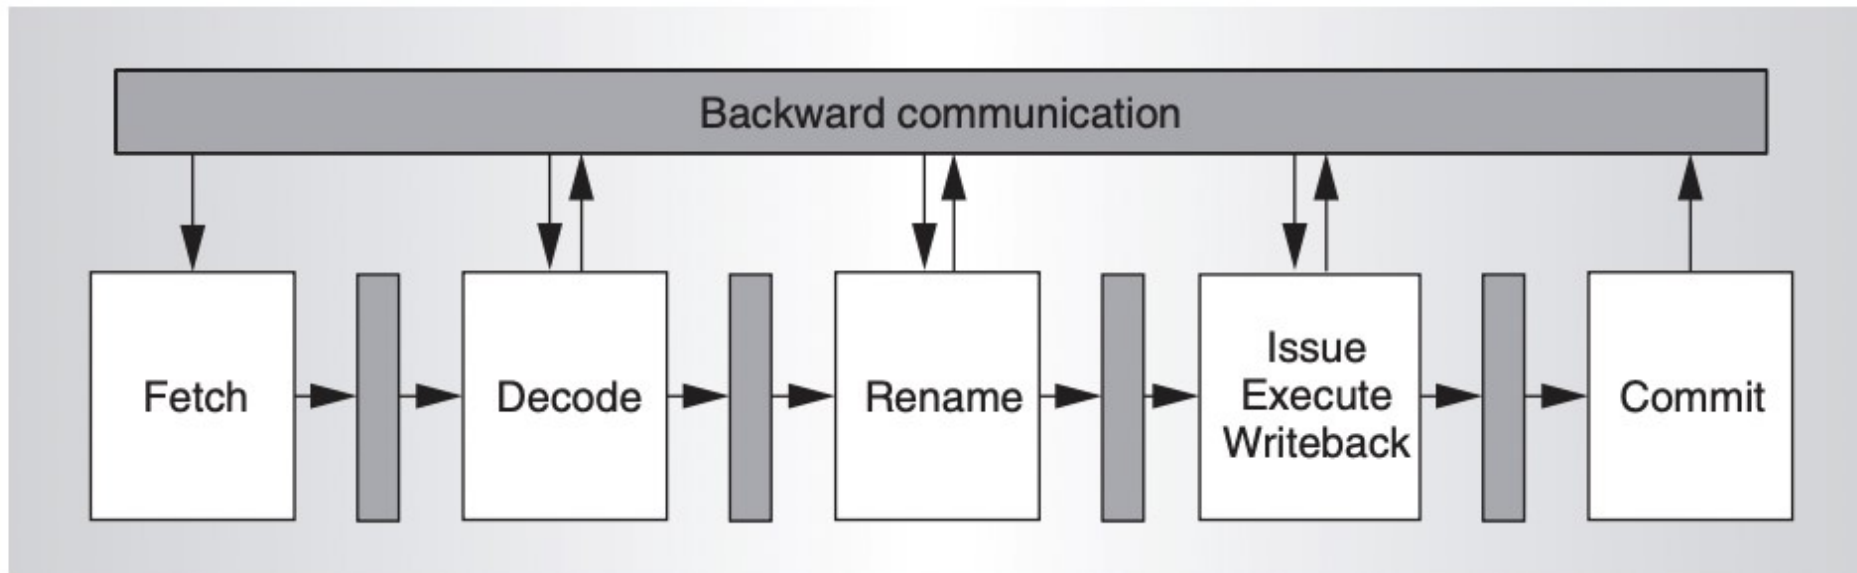 Backward communication
Fetch
Decode
Rename
Issue
Execute
Writeback
Commit